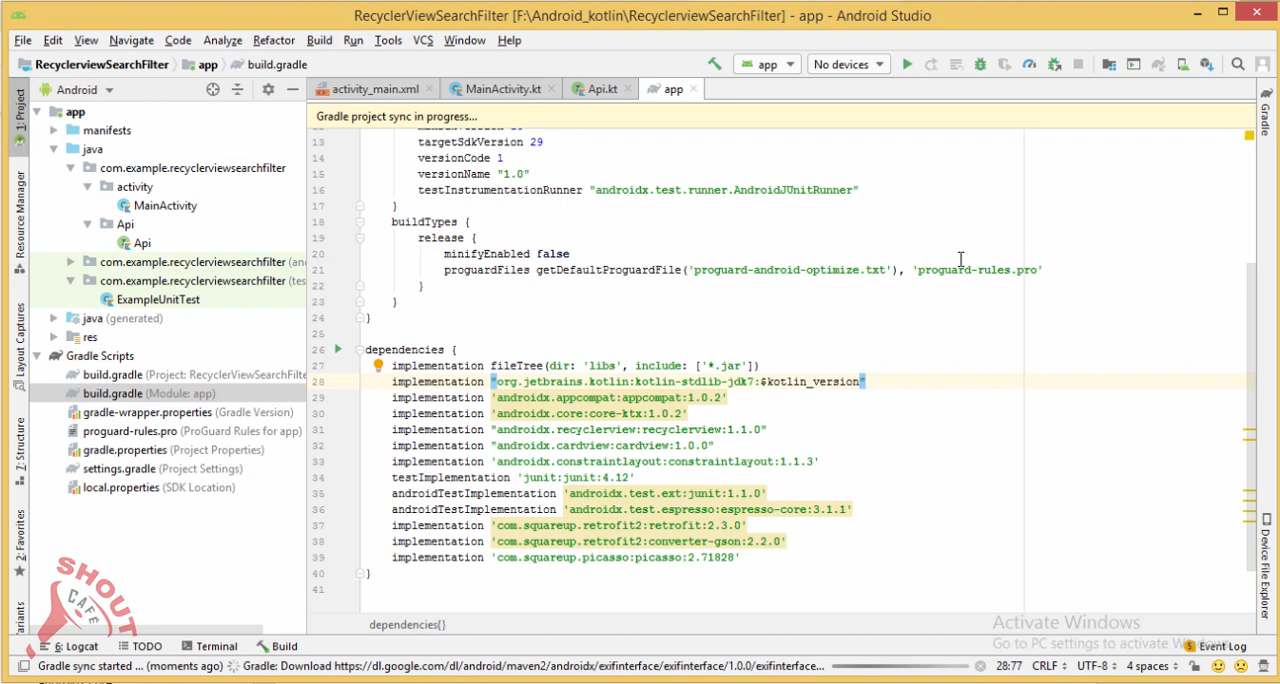 RecyclerViewSearchFilter [F:\Android_kotlin\RecyclerviewSearchFilter] - app - Android Studio
File Edit View Navigate Code Analyze Refactor Build Run Tools VCS Window Help
RecyclerviewSearchFilter app build.gradle
app No devices
Android
activity_main.xml MainActivity.kt Api.kt app
Gradle project sync in progress...
1: Project
Resource Manager
Layout Captures
7: Structure
2: Favorites
app
manifests
java
com.example.recyclerviewsearchfilter
activity
MainActivity
Api
Api
com.example.recyclerviewsearchfilter (an
com.example.recyclerviewsearchfilter (tes
ExampleUnitTest
java (generated)
res
Gradle Scripts
build.gradle (Project: RecyclerViewSearchFilte
build.gradle (Module: app)
gradle-wrapper.properties (Gradle Version)
proguard-rules.pro (ProGuard Rules for app)
gradle.properties (Project Properties)
settings.gradle (Project Settings)
local.properties (SDK Location)
13 targetSdkVersion 29
14 versionCode 1
15 versionName "1.0"
16 testInstrumentationRunner "androidx.test.runner.AndroidJUnitRunner"
17 }
18 buildTypes {
19 release {
20 minifyEnabled false
21 proguardFiles getDefaultProguardFile('proguard-android-optimize.txt'), 'proguard-rules.pro'
22 }
23 }
24 }
25
26 dependencies {
27 implementation fileTree(dir: 'libs', include: ['*.jar'])
28 implementation "org.jetbrains.kotlin:kotlin-stdlib-jdk7:$kotlin_version"
29 implementation 'androidx.appcompat:appcompat:1.0.2'
30 implementation 'androidx.core:core-ktx:1.0.2'
31 implementation "androidx.recyclerview:recyclerview:1.1.0"
32 implementation "androidx.cardview:cardview:1.0.0"
33 implementation 'androidx.constraintlayout:constraintlayout:1.1.3'
34 testImplementation 'junit:junit:4.12'
35 androidTestImplementation 'androidx.test.ext:junit:1.1.0'
36 androidTestImplementation 'androidx.test.espresso:espresso-core:3.1.1'
37 implementation 'com.squareup.retrofit2:retrofit:2.3.0'
38 implementation 'com.squareup.retrofit2:converter-gson:2.2.0'
39 implementation 'com.squareup.picasso:picasso:2.71828'
40 }
41
dependencies{}
Gradle
Device File Explorer
SHOUT
CAFE
Activate Windows
Go to PC settings to activate Windows.
6: Logcat TODO Terminal Build 5 Event Log
Gradle sync started ... (moments ago) Gradle: Download https://dl.google.com/dl/android/maven2/androidx/exifinterface/exifinterface/1.0.0/exifinterface... 28:77 CRLF UTF-8 4 spaces